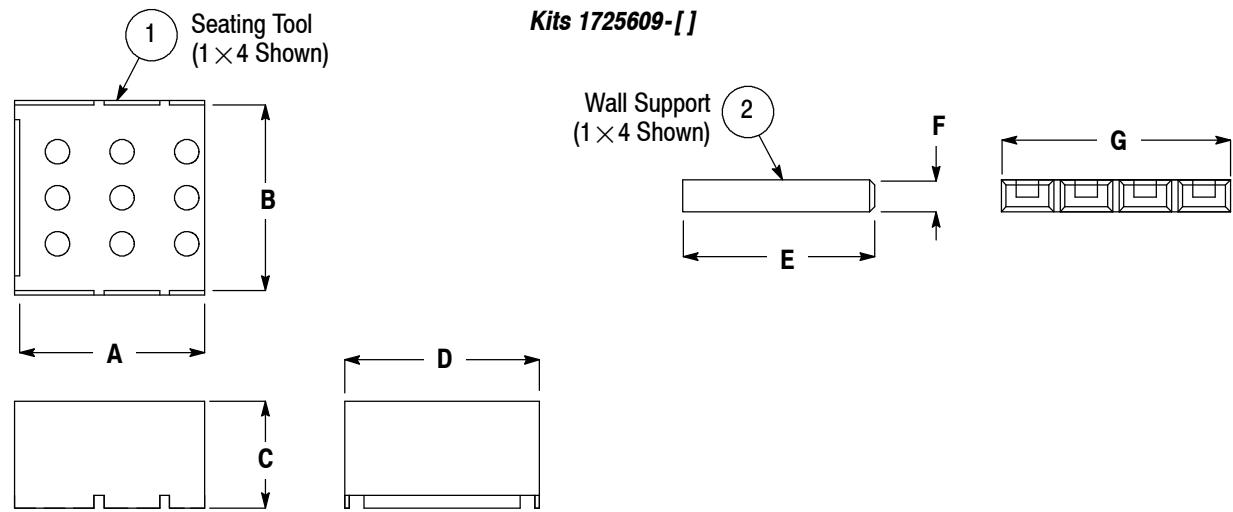 Kits 1725609-[ ]
1
Seating Tool
(1 × 4 Shown)
B
A
C
D
Wall Support
(1 × 4 Shown)
2
F
E
G